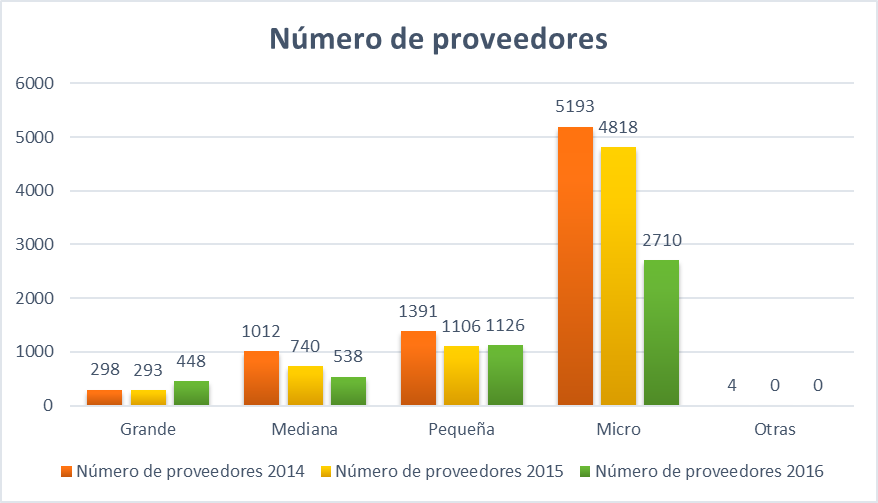 Número de proveedores
6000
5000
4000
3000
2000
1000
0
298 293 448
1012 740 538
1391 1106 1126
5193 4818 2710
4 0 0
Grande Mediana Pequeña Micro Otras
Número de proveedores 2014 Número de proveedores 2015 Número de proveedores 2016